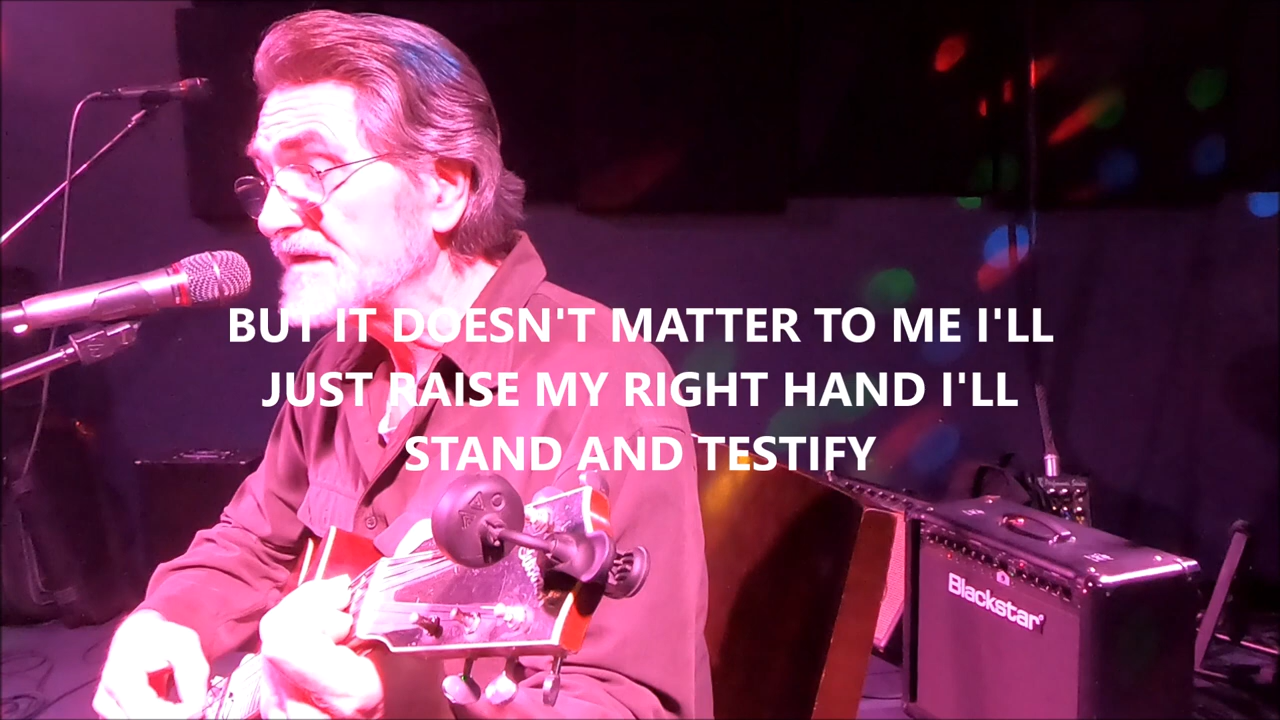 BUT IT DOESN'T MATTER TO ME I'LL
JUST RAISE MY RIGHT HAND I'LL
STAND AND TESTIFY
Blackstar